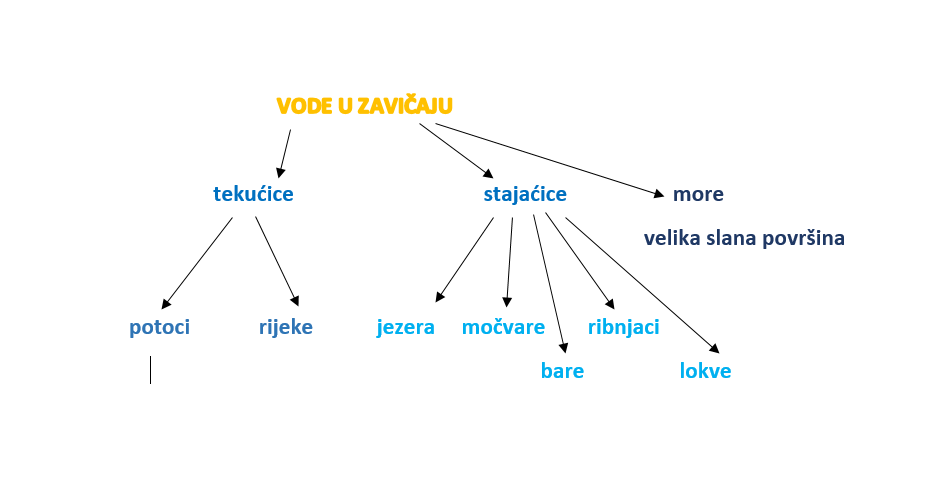 VODE U ZAVIČAJU
tekućice stajaćice more
velika slana površina
potoci rijeke jezera močvare ribnjaci
bare lokve